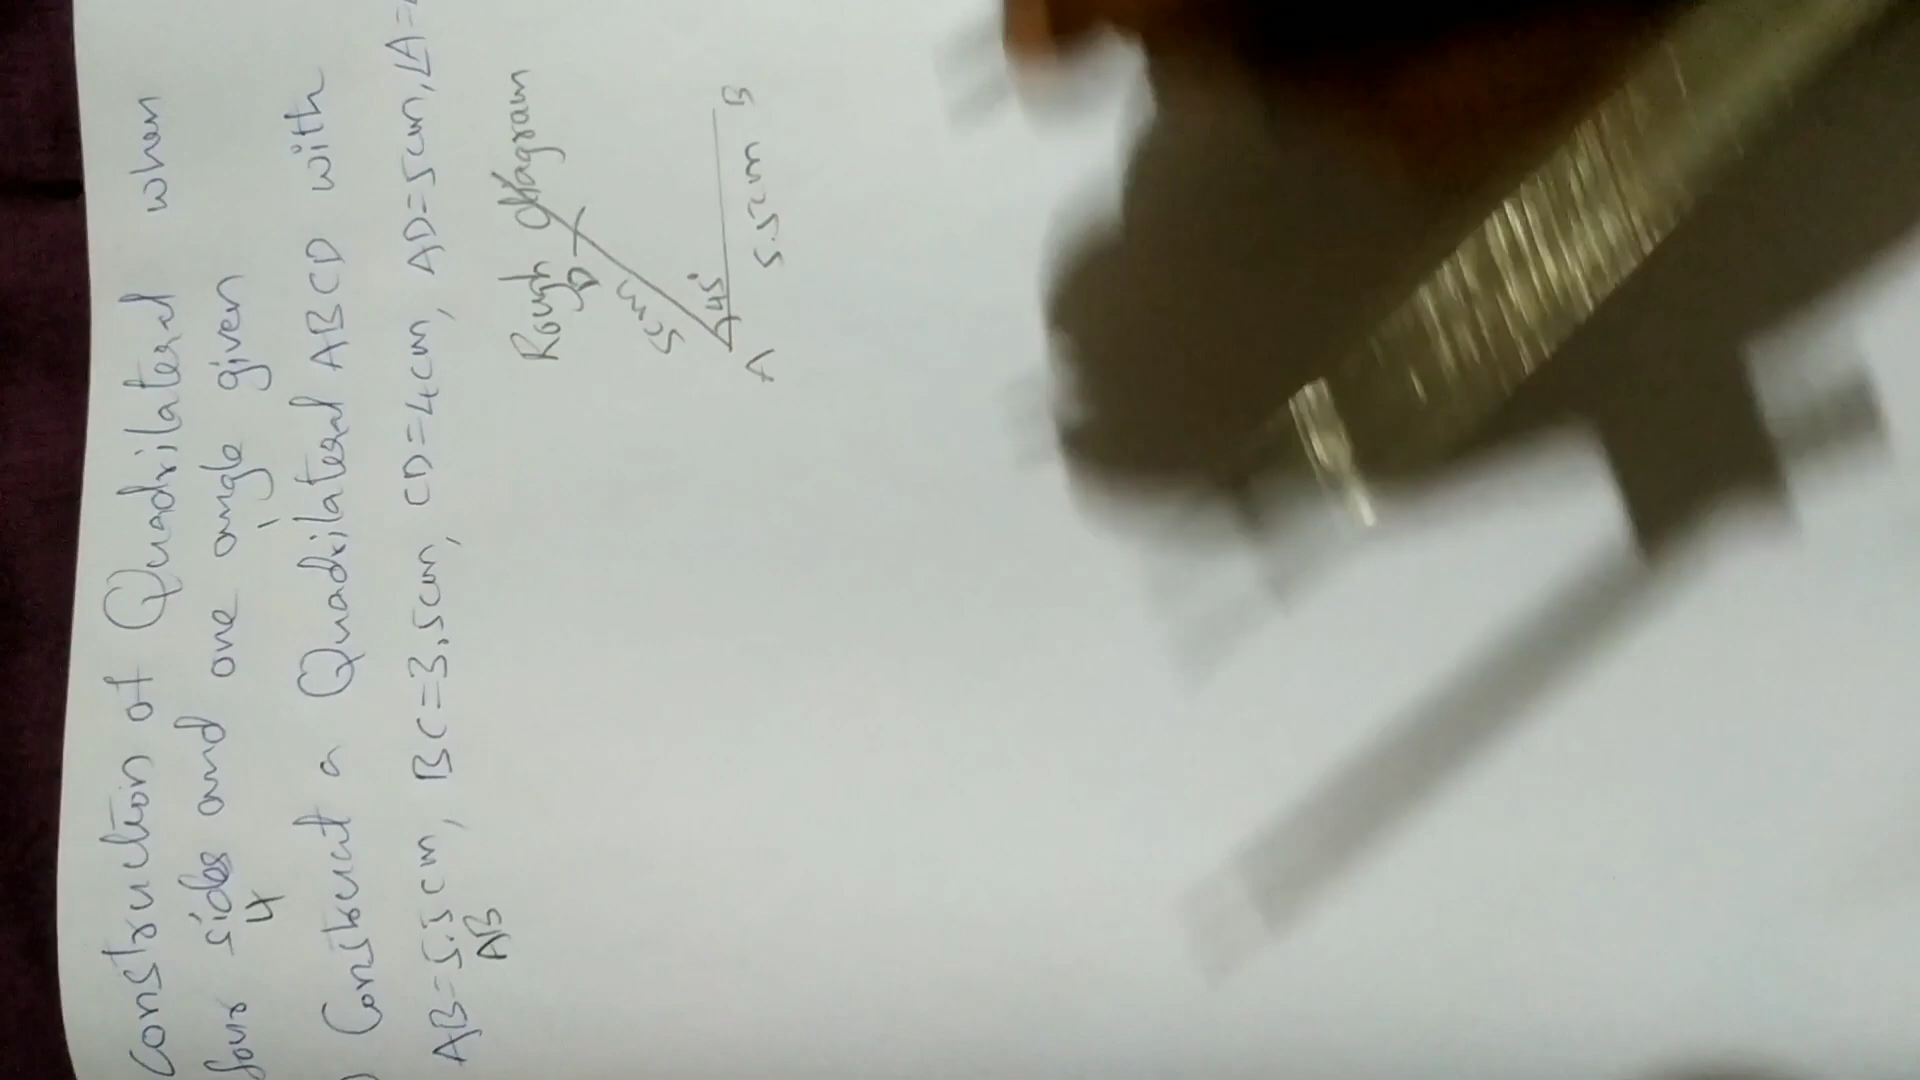 Construction of Quadrilateral when
four sides and one angle given
4
) Construct a Quadrilateral ABCD with
AB=5.5cm, BC=3.5cm, CD=4cm, AD=5cm, ∠A=
AB
Rough diagram
D
5cm
45°
A 5.5cm B